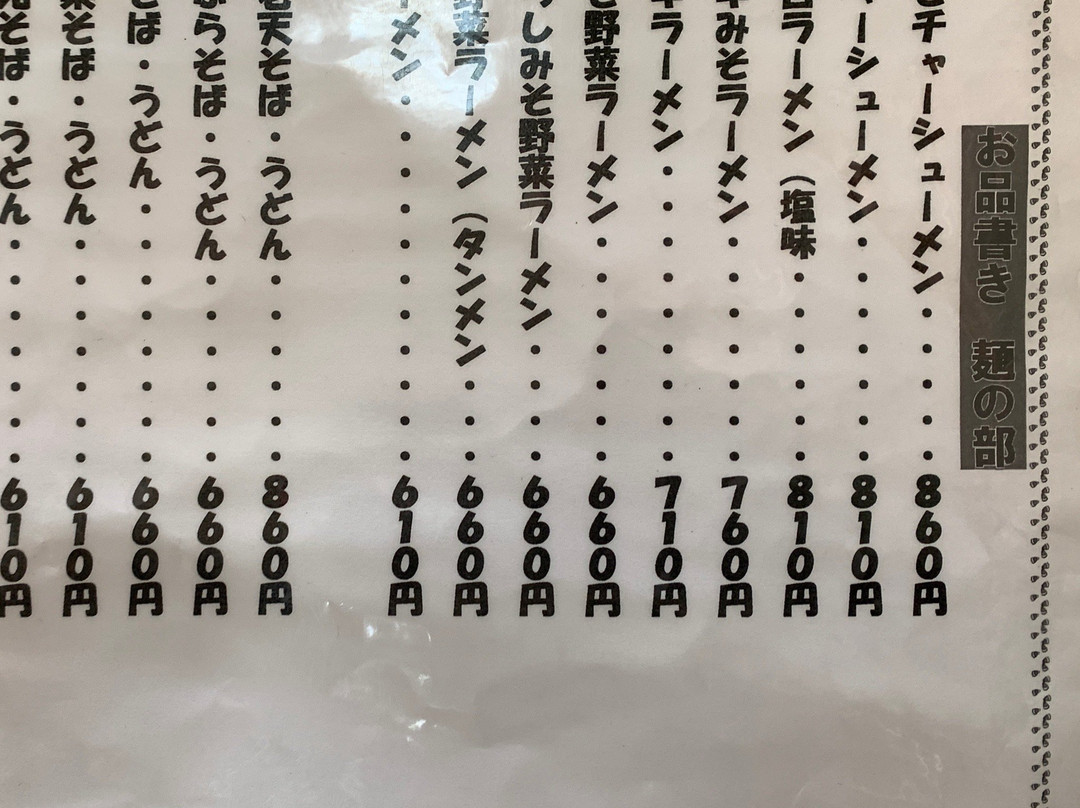 お品書き 麺の部
チャーシューメン・・・・・860円
ーシューメン・・・・・・・810円
ラーメン(塩味・・・・・・810円
みそラーメン・・・・・・・760円
ラーメン・・・・・・・・・710円
野菜ラーメン・・・・・・・660円
しみそ野菜ラーメン・・・・660円
野菜ラーメン(タンメン・・・660円
ーメン・・・・・・・・・・・610円
天そば・うどん・・・・・・860円
らそば・うどん・・・・・・660円
そば・うどん・・・・・・・・660円
菜そば・うどん・・・・・・・610円
そば・うどん・・・・・・・610円